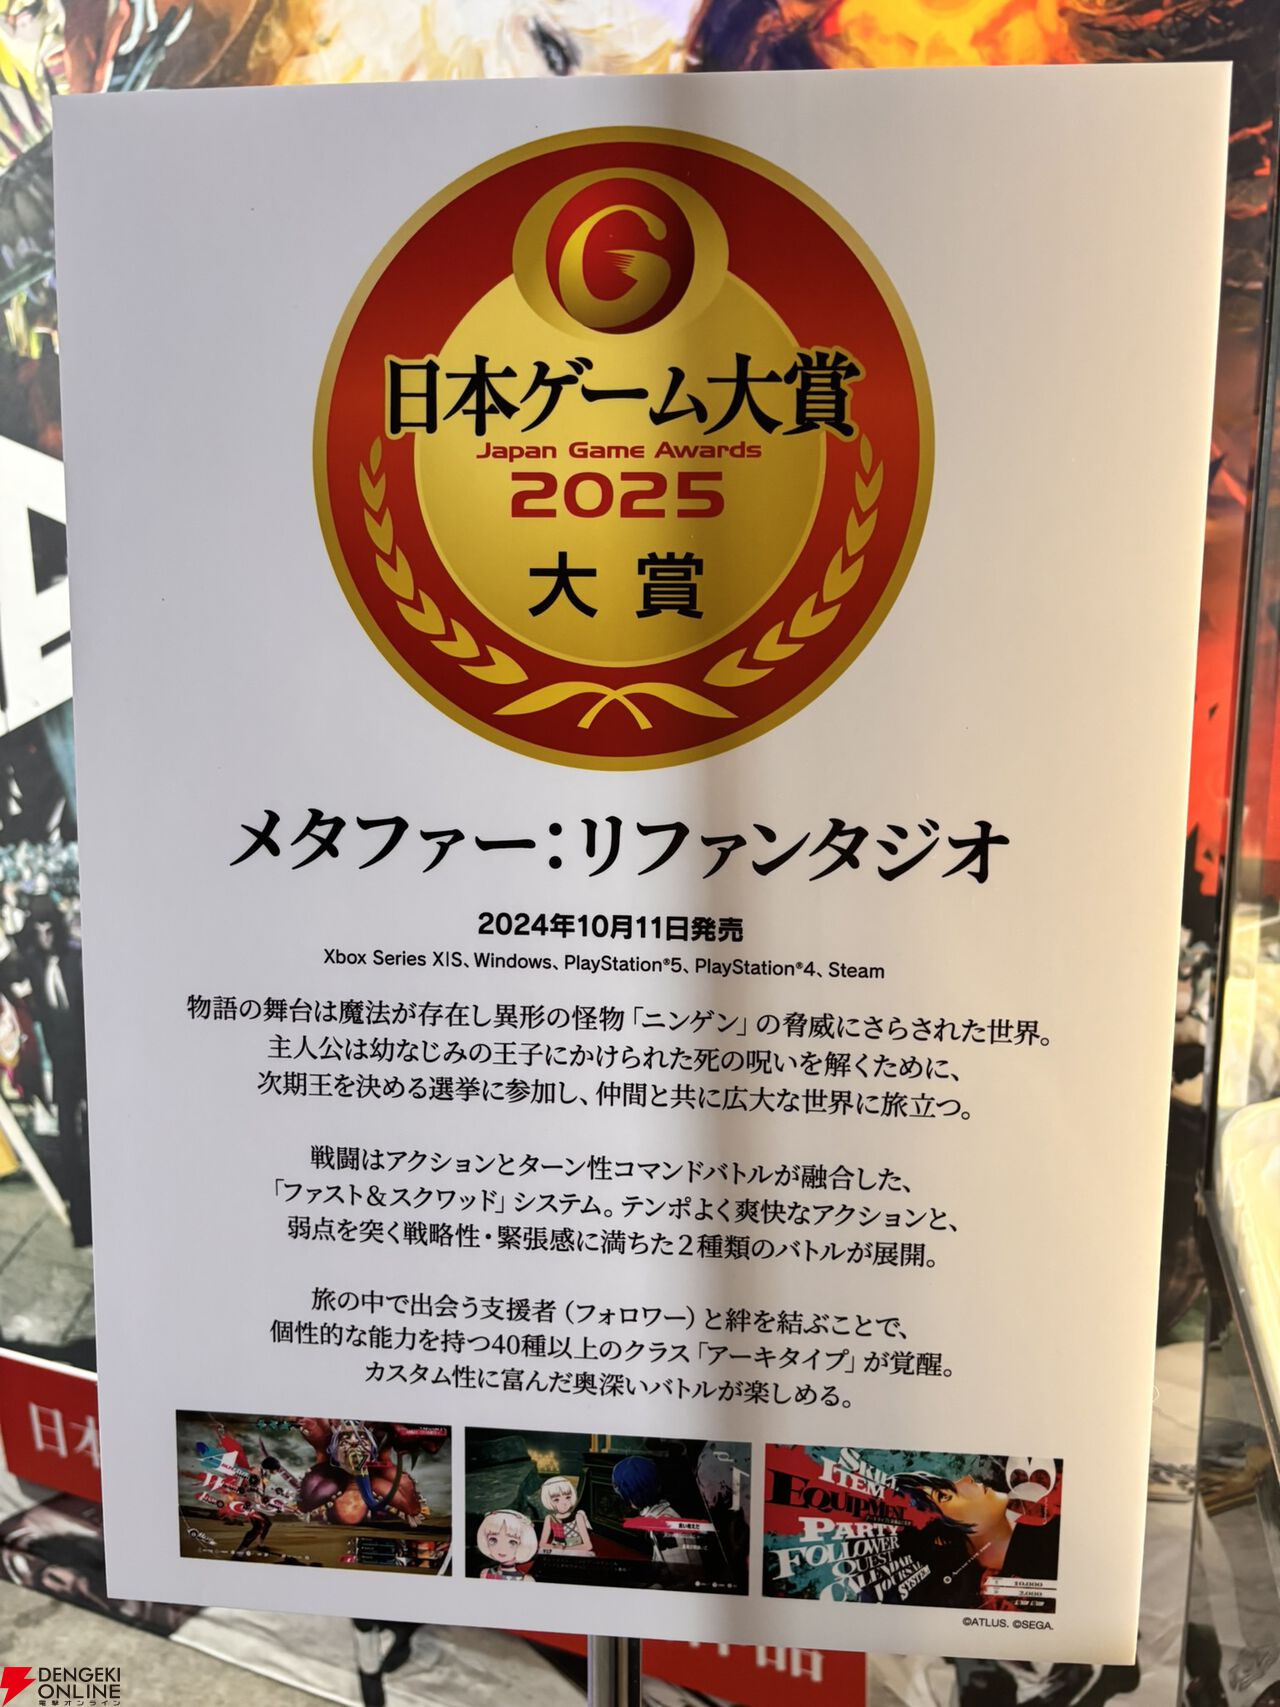 G
日本ゲーム大賞
Japan Game Awards
2025
大賞
メタファー：リファンタジオ
2024年10月11日発売
Xbox Series X|S、Windows、PlayStation®5、PlayStation®4、Steam
物語の舞台は魔法が存在し異形の怪物「ニンゲン」の脅威にさらされた世界。
主人公は幼なじみの王子にかけられた死の呪いを解くために、
次期王を決める選挙に参加し、仲間と共に広大な世界に旅立つ。
戦闘はアクションとターン性コマンドバトルが融合した、
「ファスト＆スクワッド」システム。テンポよく爽快なアクションと、
弱点を突く戦略性・緊張感に満ちた２種類のバトルが展開。
旅の中で出会う支援者（フォロワー）と絆を結ぶことで、
個性的な能力を持つ40種以上のクラス「アーキタイプ」が覚醒。
カスタム性に富んだ奥深いバトルが楽しめる。
SKILL
ITEM
EQUIPMENT
PARTY
FOLLOWER
QUEST
CALENDAR
JOURNAL
SYSTEM
10,000
2,000
©ATLUS. ©SEGA.
日本
作品
DENGEKI
ONLINE
電撃オンライン